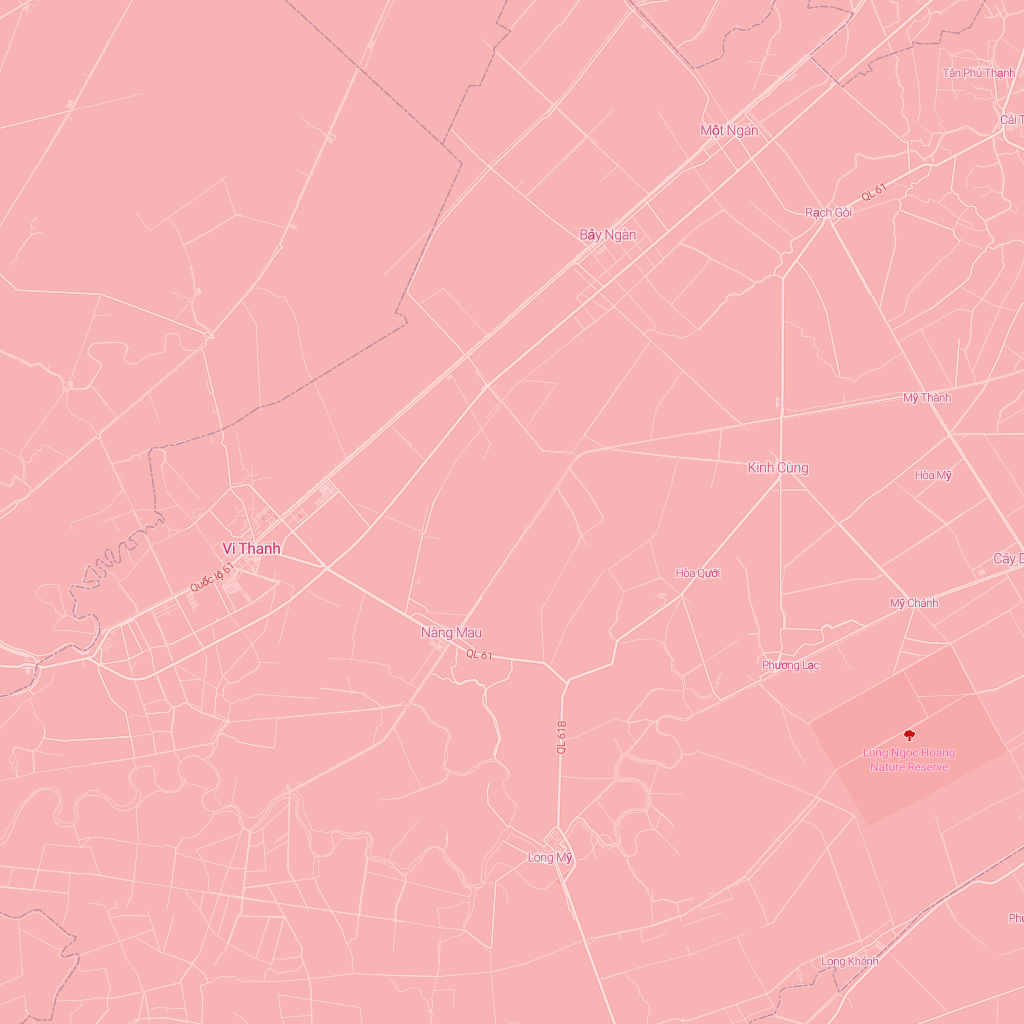 Tân Phú Thạnh
Cái T
Một Ngàn
QL 61
Rạch Gòi
Bảy Ngàn
Mỹ Thành
Kinh Cùng
Hòa Mỹ
Vi Thanh
Cây D
Quốc lộ 61
Hòa Quới
Mỹ Chánh
Nàng Mau
QL 61
Phương Lạc
QL 61B
Lung Ngoc Hoang
Nature Reserve
Long Mỹ
Phu
Long Khánh